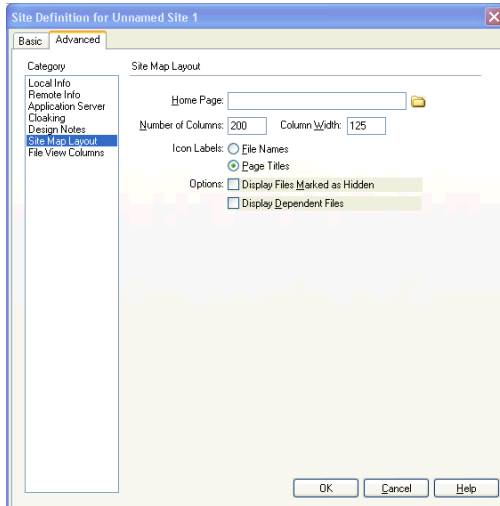 Site Definition for Unnamed Site 1
Basic Advanced
Category
Local Info
Remote Info
Application Server
Cloaking
Design Notes
Site Map Layout
File View Columns
Site Map Layout
Home Page:
Number of Columns: 200 Column Width: 125
Icon Labels: File Names
Page Titles
Options: Display Files Marked as Hidden
Display Dependent Files
OK Cancel Help